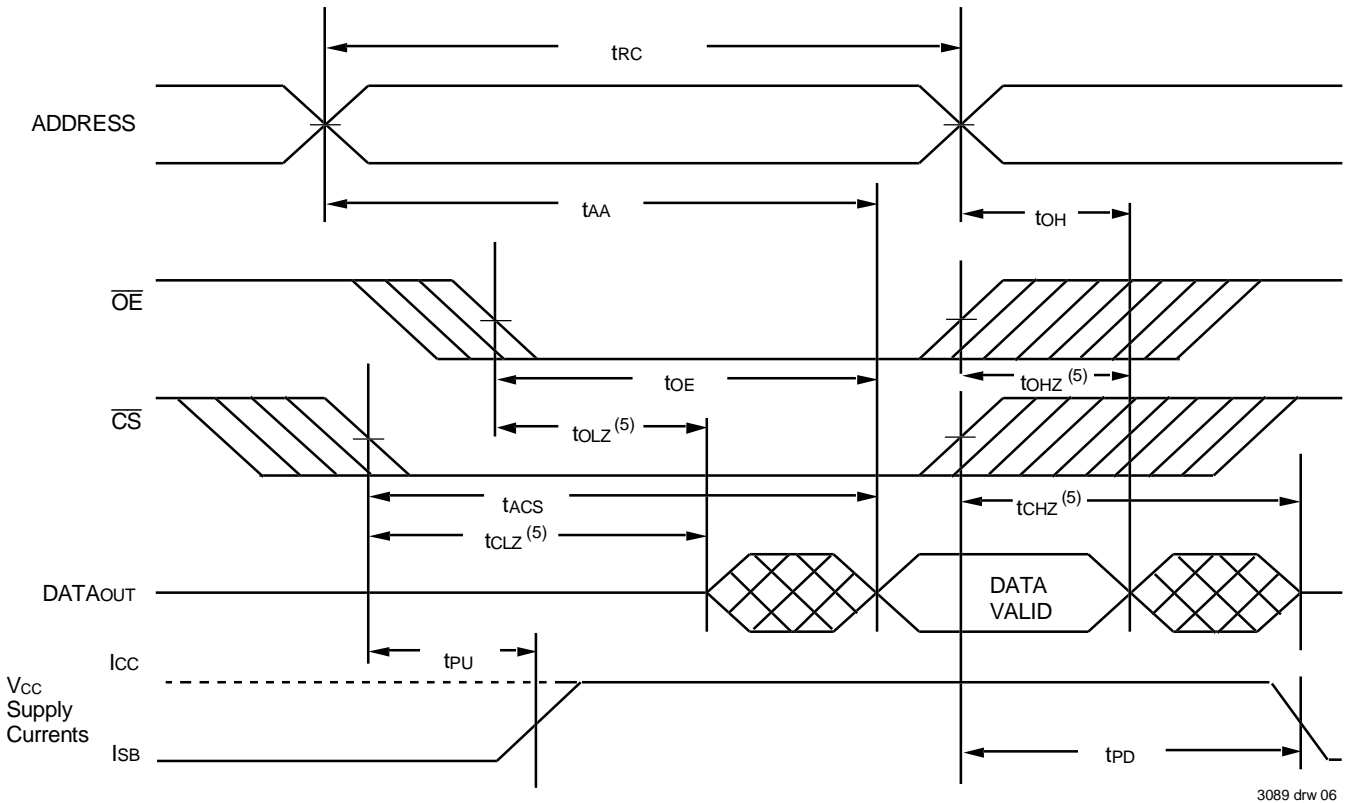 tRC
ADDRESS
tAA
tOH
OE
tOE
tOHZ (5)
CS
tOLZ (5)
tACS
tCHZ (5)
tCLZ (5)
DATAOUT
DATA
VALID
ICC
tPU
VCC
Supply
Currents
ISB
tPD
3089 drw 06